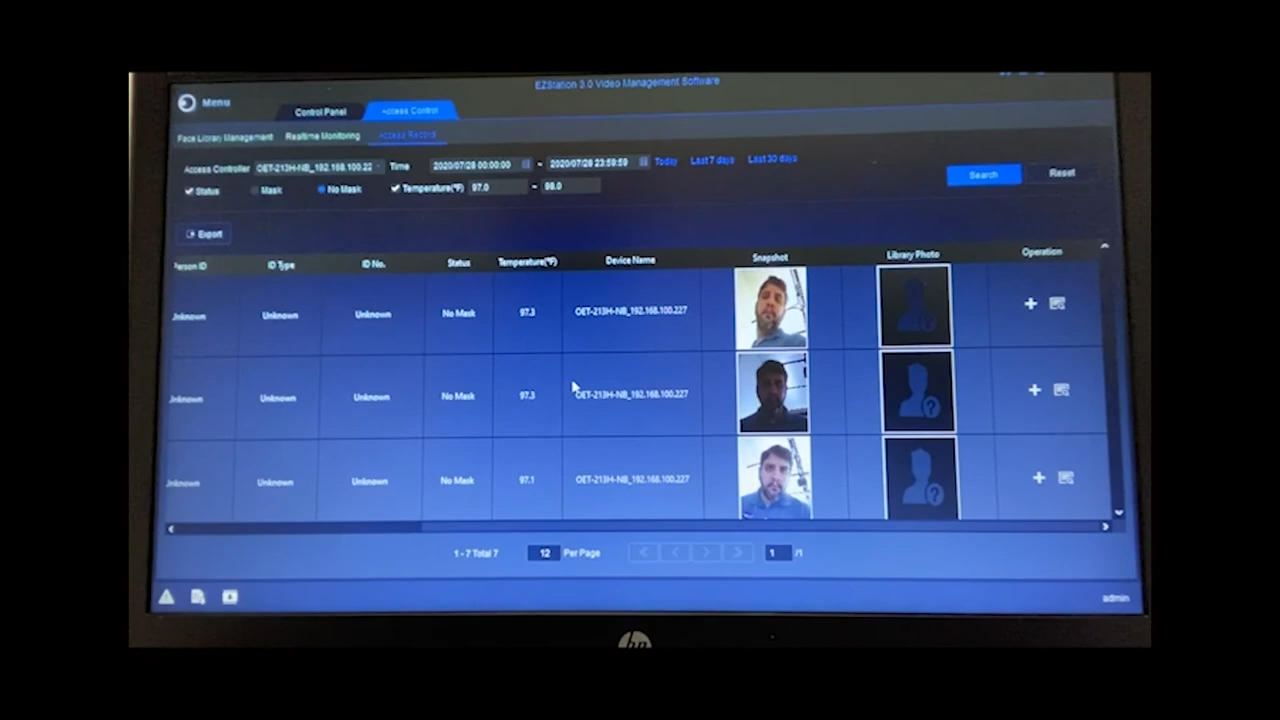 EZStation 3.0 Video Management Software
Menu
Control Panel Access Control
Face Library Management Realtime Monitoring Access Record
Access Controller OET-213H-NB_192.168.100.22 Time 2020/07/28 00:00:00 ~ 2020/07/28 23:59:59 Today Last 7 days Last 30 days
Status Mask No Mask Temperature(°F) 97.0 ~ 98.0
Search Reset
Export
Person ID ID Type ID No. Status Temperature(°F) Device Name Snapshot Library Photo Operation
Unknown Unknown Unknown No Mask 97.3 OET-213H-NB_192.168.100.227
Unknown Unknown Unknown No Mask 97.3 OET-213H-NB_192.168.100.227
Unknown Unknown Unknown No Mask 97.1 OET-213H-NB_192.168.100.227
1 - 7 Total 7 12 Per Page 1 /1
admin
hp